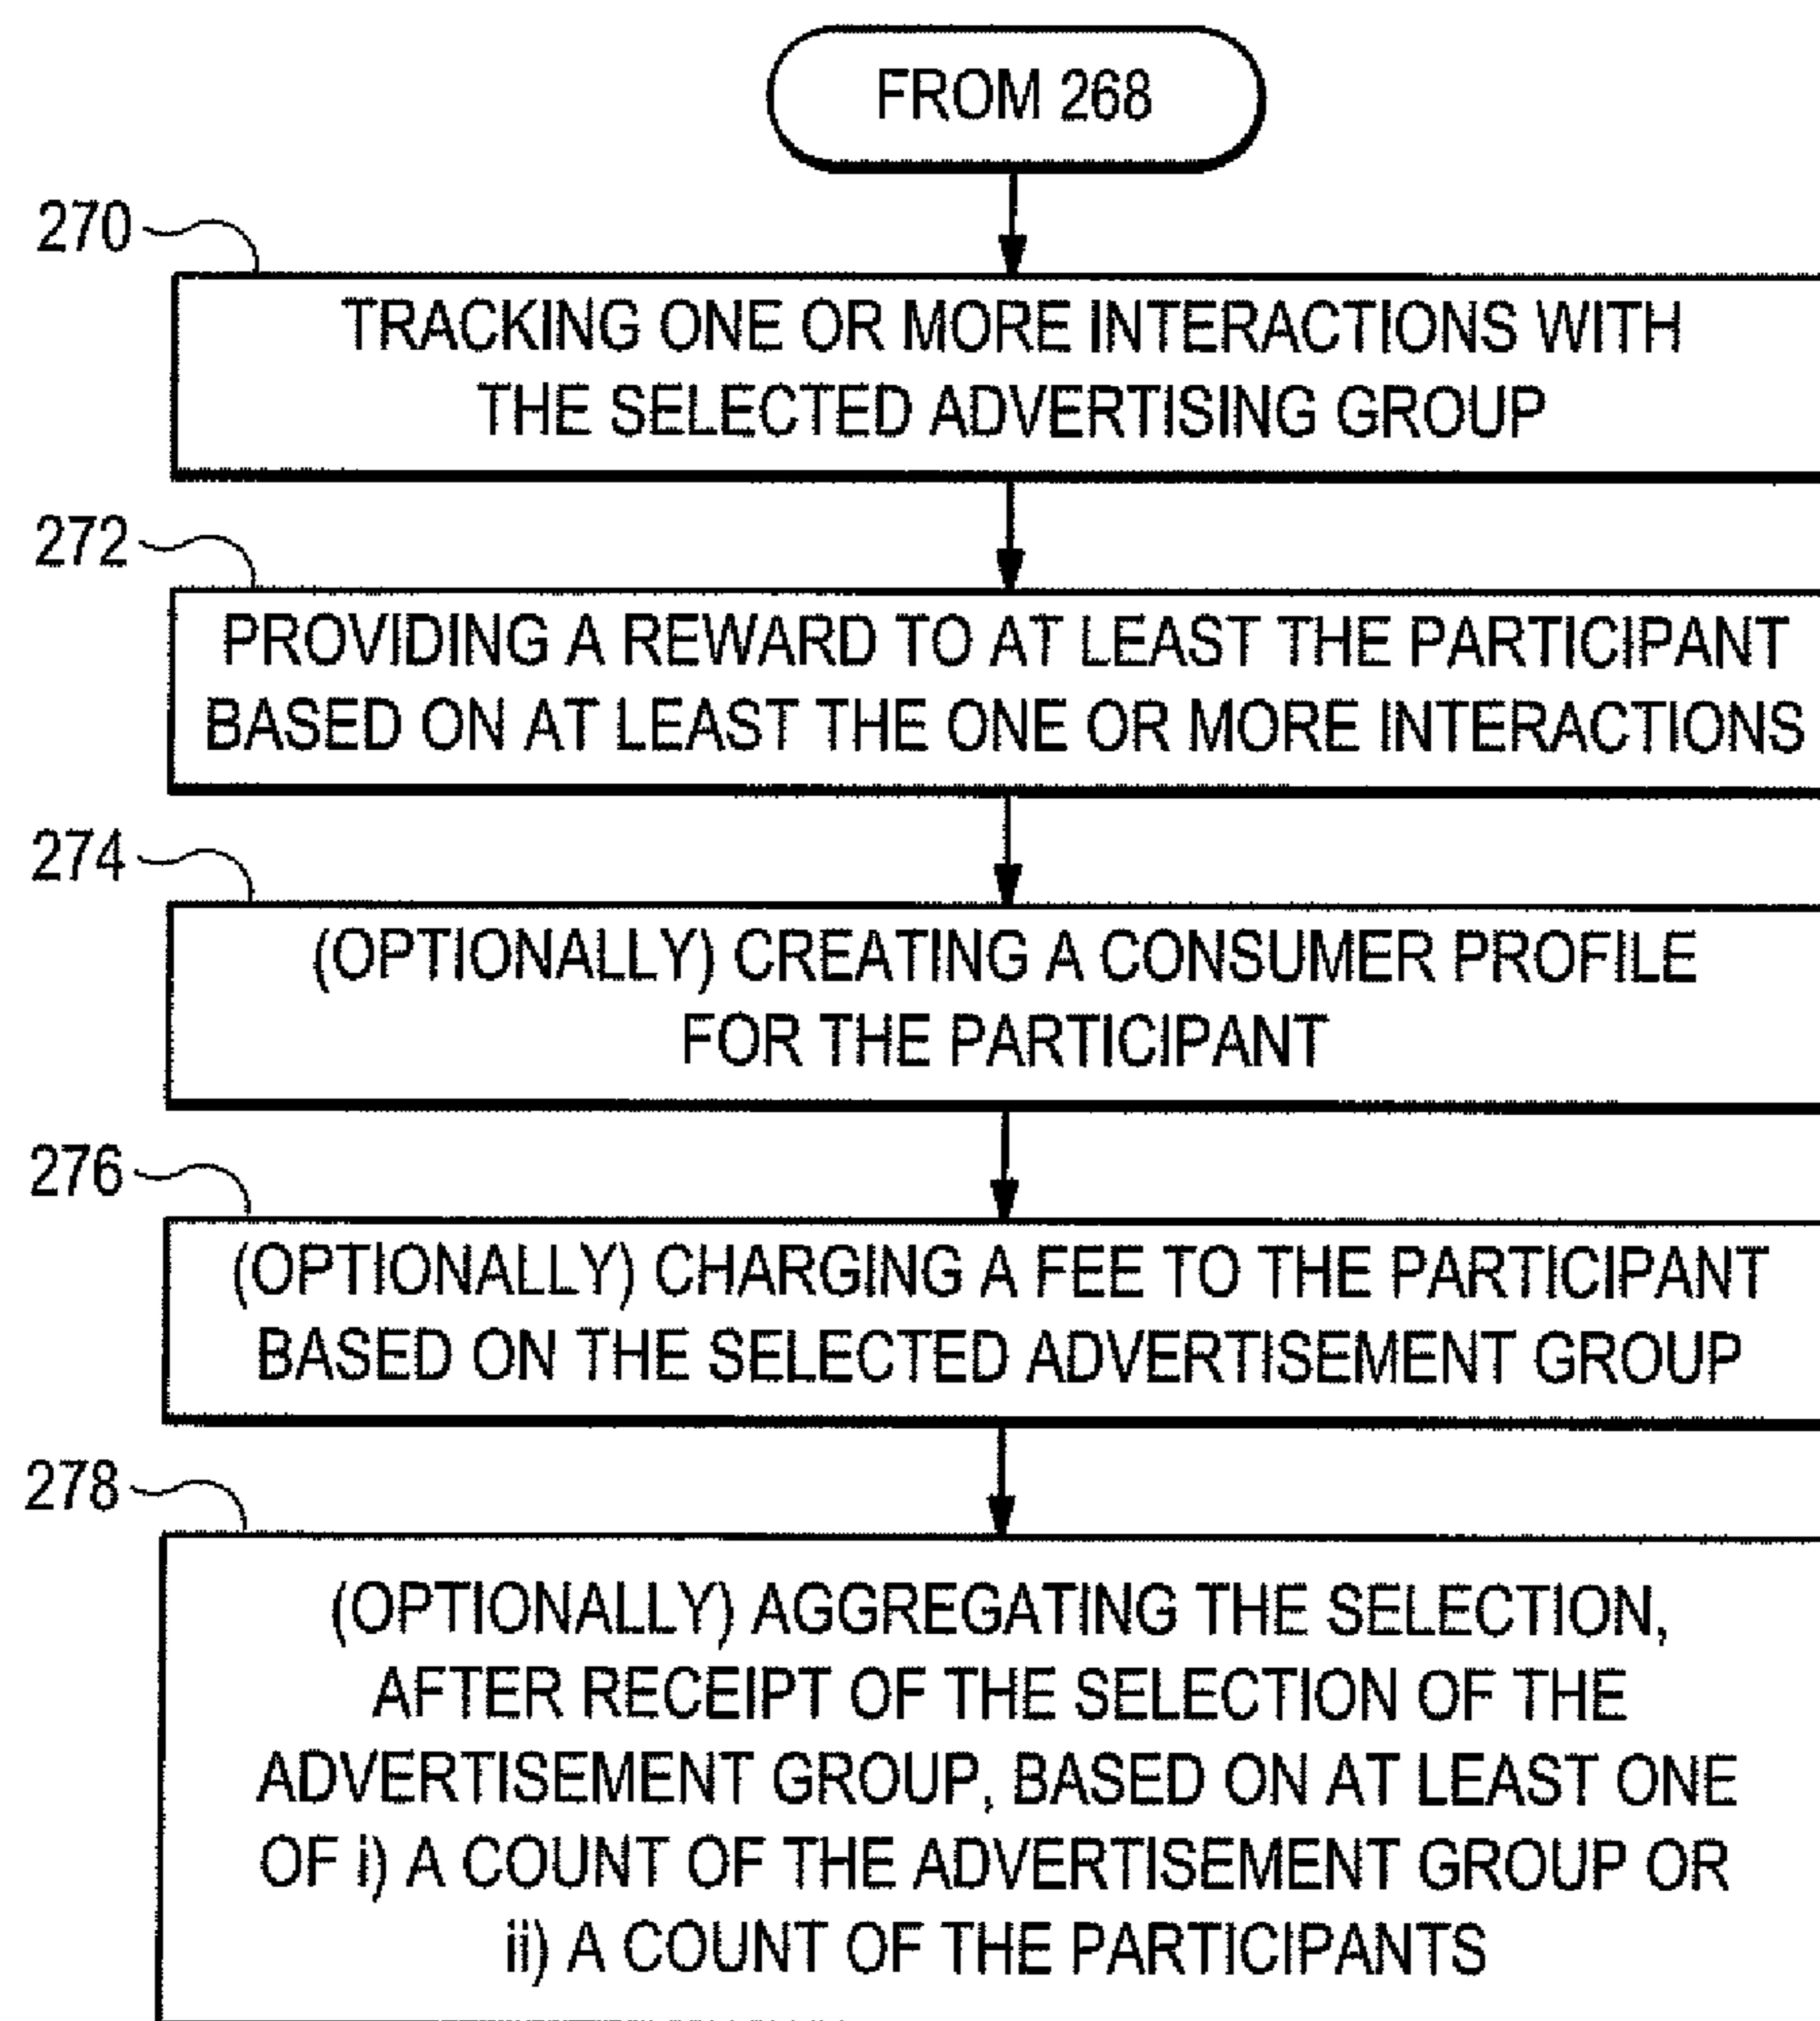 FROM 268
270
TRACKING ONE OR MORE INTERACTIONS WITH
THE SELECTED ADVERTISING GROUP
272
PROVIDING A REWARD TO AT LEAST THE PARTICIPANT
BASED ON AT LEAST THE ONE OR MORE INTERACTIONS
274
(OPTIONALLY) CREATING A CONSUMER PROFILE
FOR THE PARTICIPANT
276
(OPTIONALLY) CHARGING A FEE TO THE PARTICIPANT
BASED ON THE SELECTED ADVERTISEMENT GROUP
278
(OPTIONALLY) AGGREGATING THE SELECTION,
AFTER RECEIPT OF THE SELECTION OF THE
ADVERTISEMENT GROUP, BASED ON AT LEAST ONE
OF i) A COUNT OF THE ADVERTISEMENT GROUP OR
ii) A COUNT OF THE PARTICIPANTS